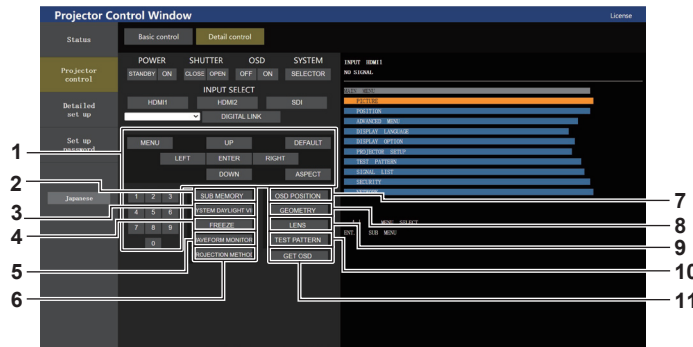 Projector Control Window
License
Status
Basic control
Detail control
Projector
control
Detailed
set up
Set up
password
Japanese
POWER
SHUTTER
OSD
SYSTEM
STANDBY
ON
CLOSE
OPEN
OFF
ON
SELECTOR
INPUT SELECT
HDMI1
HDMI2
SDI
DIGITAL LINK
MENU
UP
DEFAULT
LEFT
ENTER
RIGHT
DOWN
ASPECT
1 2 3
4 5 6
7 8 9
0
SUB MEMORY
SYSTEM DAYLIGHT VI
FREEZE
WAVEFORM MONITOR
PROJECTION METHOD
OSD POSITION
GEOMETRY
LENS
TEST PATTERN
GET OSD
INPUT HDMI1
NO SIGNAL
MAIN MENU
PICTURE
POSITION
ADVANCED MENU
DISPLAY LANGUAGE
DISPLAY OPTION
PROJECTOR SETUP
TEST PATTERN
SIGNAL LIST
SECURITY
NETWORK
MENU SELECT
SUB MENU
1
2
3
4
5
6
7
8
9
10
11